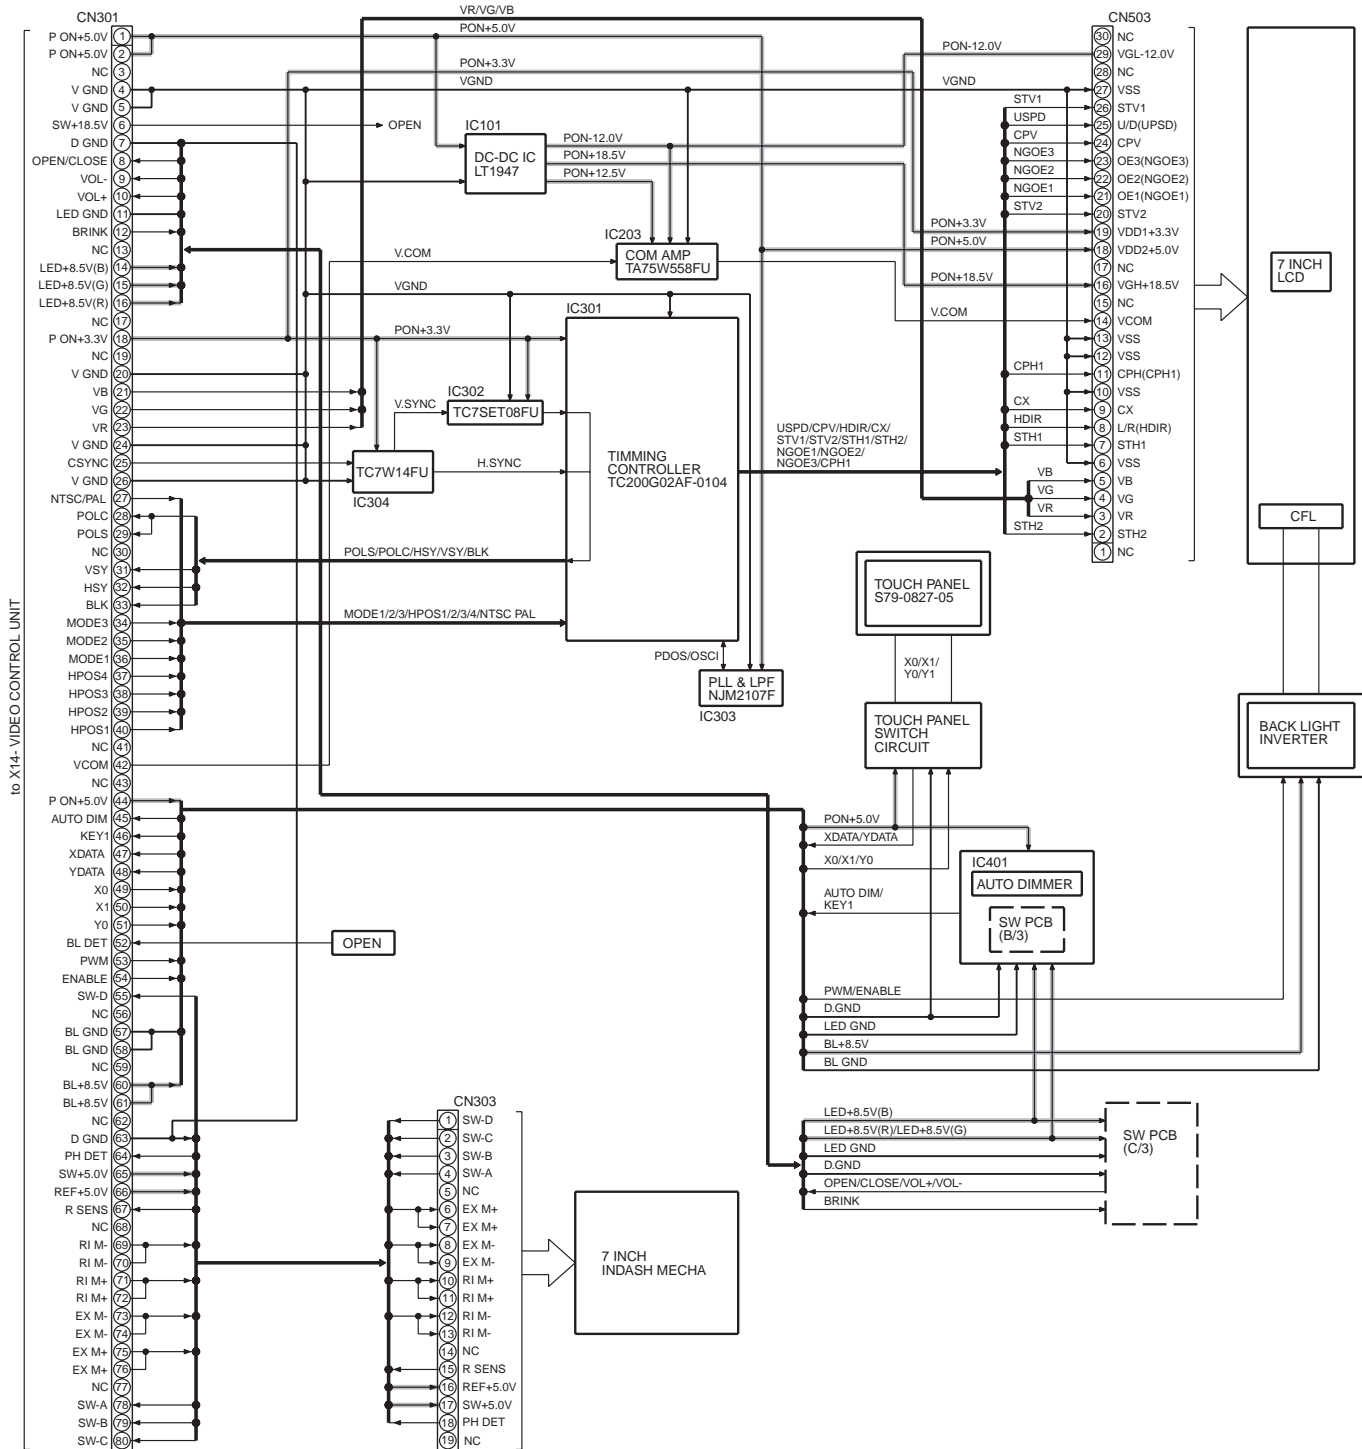 CN301
P ON+5.0V 1
P ON+5.0V 2
NC 3
V GND 4
V GND 5
SW+18.5V 6
D GND 7
OPEN/CLOSE 8
VOL- 9
VOL+ 10
LED GND 11
BRINK 12
NC 13
LED+8.5V(B) 14
LED+8.5V(G) 15
LED+8.5V(R) 16
NC 17
P ON+3.3V 18
NC 19
V GND 20
VB 21
VG 22
VR 23
V GND 24
CSYNC 25
V GND 26
NTSC/PAL 27
POLC 28
POLS 29
NC 30
VSY 31
HSY 32
BLK 33
MODE3 34
MODE2 35
MODE1 36
HPOS4 37
HPOS3 38
HPOS2 39
HPOS1 40
NC 41
VCOM 42
NC 43
P ON+5.0V 44
AUTO DIM 45
KEY1 46
XDATA 47
YDATA 48
X0 49
X1 50
Y0 51
BL DET 52
PWM 53
ENABLE 54
SW-D 55
NC 56
BL GND 57
BL GND 58
NC 59
BL+8.5V 60
BL+8.5V 61
NC 62
D GND 63
PH DET 64
SW+5.0V 65
REF+5.0V 66
R SENS 67
NC 68
RI M- 69
RI M- 70
RI M+ 71
RI M+ 72
EX M- 73
EX M- 74
EX M+ 75
EX M+ 76
NC 77
SW-A 78
SW-B 79
SW-C 80
to X14- VIDEO CONTROL UNIT
VR/VG/VB
PON+5.0V
PON+3.3V
VGND
OPEN
IC101
DC-DC IC
LT1947
PON-12.0V
PON+18.5V
PON+12.5V
IC203
COM AMP
TA75W558FU
V.COM
VGND
IC301
TIMMING
CONTROLLER
TC200G02AF-0104
PON+3.3V
IC302
TC7SET08FU
V.SYNC
TC7W14FU
IC304
H.SYNC
POLS/POLC/HSY/VSY/BLK
MODE1/2/3/HPOS1/2/3/4/NTSC PAL
PDOS/OSCI
PLL & LPF
NJM2107F
IC303
USPD/CPV/HDIR/CX/
STV1/STV2/STH1/STH2/
NGOE1/NGOE2/
NGOE3/CPH1
PON-12.0V
VGND
STV1
USPD
CPV
NGOE3
NGOE2
NGOE1
STV2
PON+3.3V
PON+5.0V
PON+18.5V
V.COM
CPH1
CX
HDIR
STH1
VB
VG
VR
STH2
CN503
30 NC
29 VGL-12.0V
28 NC
27 VSS
26 STV1
25 U/D(UPSD)
24 CPV
23 OE3(NGOE3)
22 OE2(NGOE2)
21 OE1(NGOE1)
20 STV2
19 VDD1+3.3V
18 VDD2+5.0V
17 NC
16 VGH+18.5V
15 NC
14 VCOM
13 VSS
12 VSS
11 CPH(CPH1)
10 VSS
9 CX
8 L/R(HDIR)
7 STH1
6 VSS
5 VB
4 VG
3 VR
2 STH2
1 NC
7 INCH
LCD
CFL
TOUCH PANEL
S79-0827-05
X0/X1/
Y0/Y1
TOUCH PANEL
SWITCH
CIRCUIT
BACK LIGHT
INVERTER
PON+5.0V
XDATA/YDATA
X0/X1/Y0
AUTO DIM/
KEY1
IC401
AUTO DIMMER
SW PCB
(B/3)
OPEN
PWM/ENABLE
D.GND
LED GND
BL+8.5V
BL GND
LED+8.5V(B)
LED+8.5V(R)/LED+8.5V(G)
LED GND
D.GND
OPEN/CLOSE/VOL+/VOL-
BRINK
SW PCB
(C/3)
CN303
1 SW-D
2 SW-C
3 SW-B
4 SW-A
5 NC
6 EX M+
7 EX M+
8 EX M-
9 EX M-
10 RI M+
11 RI M+
12 RI M-
13 RI M-
14 NC
15 R SENS
16 REF+5.0V
17 SW+5.0V
18 PH DET
19 NC
7 INCH
INDASH MECHA